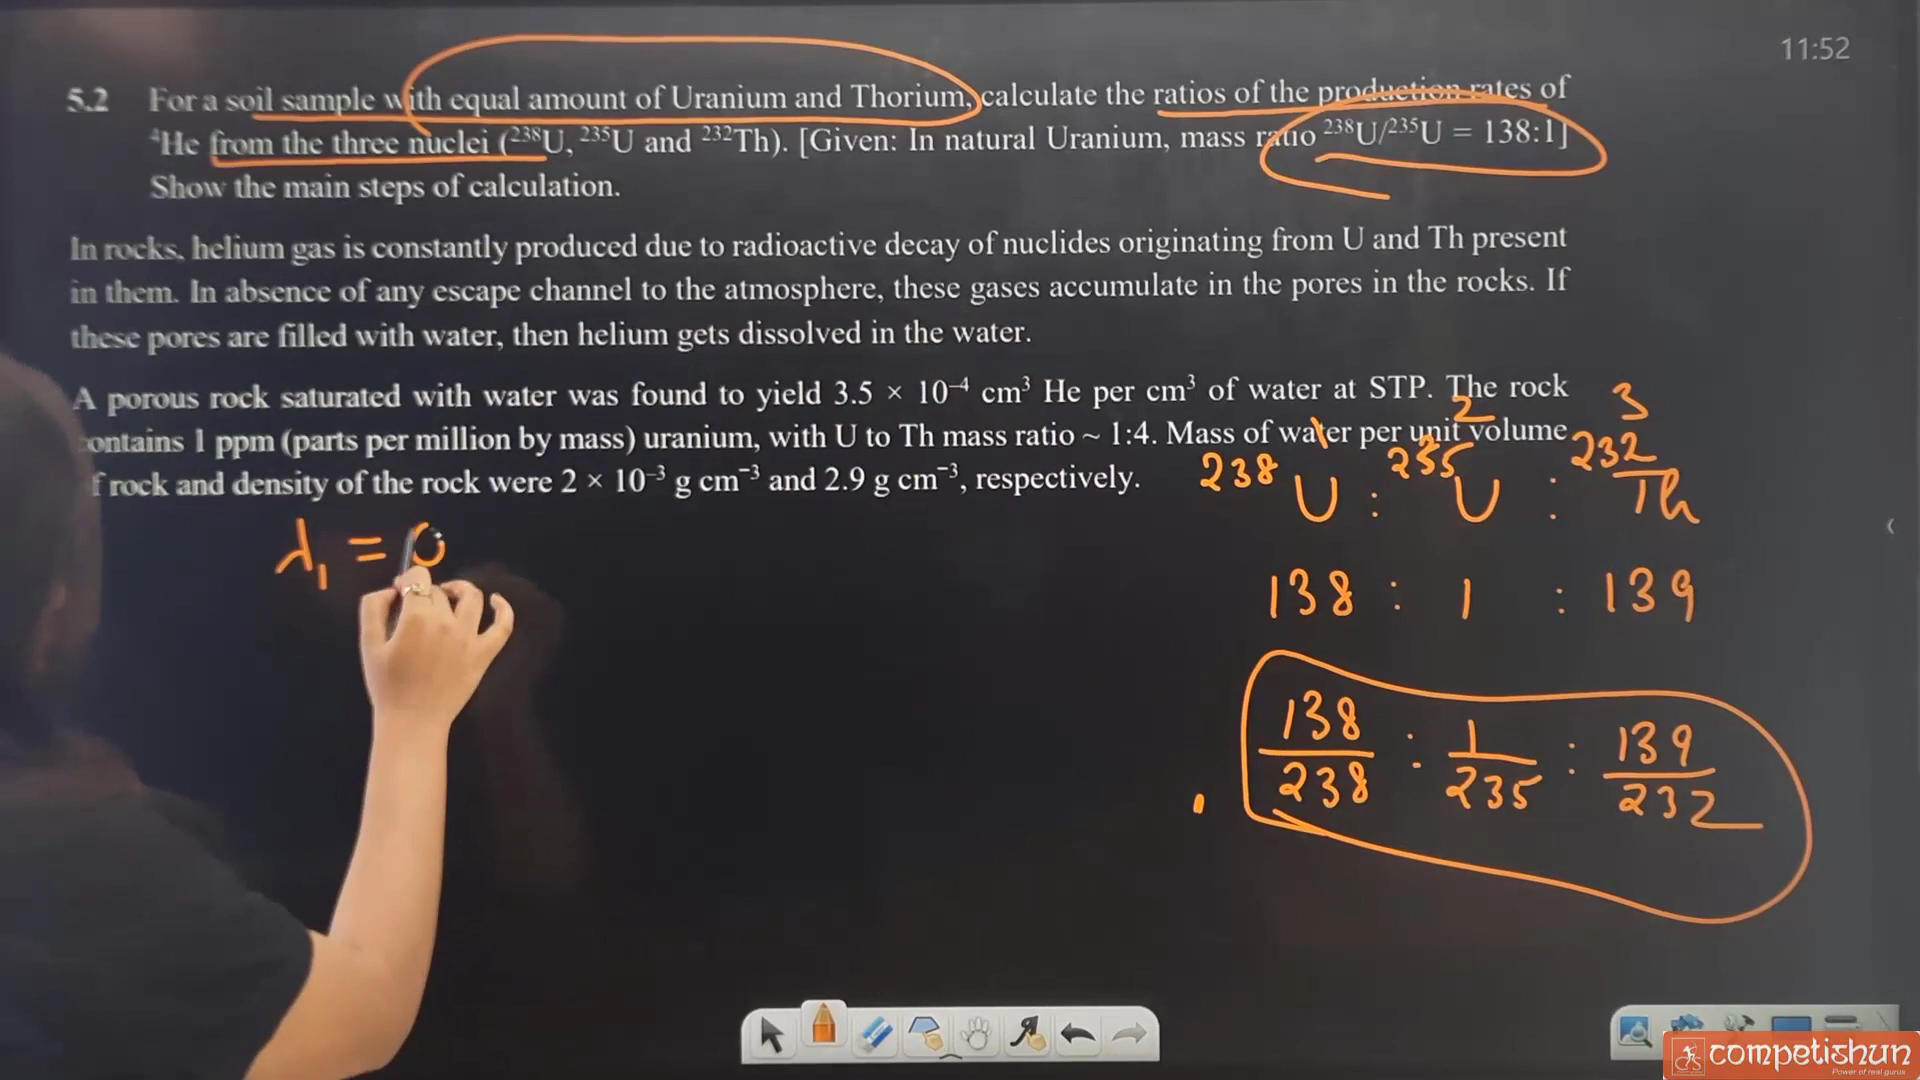 11:52
5.2 For a soil sample with equal amount of Uranium and Thorium, calculate the ratios of the production rates of
⁴He from the three nuclei (²³⁸U, ²³⁵U and ²³²Th). [Given: In natural Uranium, mass ratio ²³⁸U/²³⁵U = 138:1]
Show the main steps of calculation.
In rocks, helium gas is constantly produced due to radioactive decay of nuclides originating from U and Th present
in them. In absence of any escape channel to the atmosphere, these gases accumulate in the pores in the rocks. If
these pores are filled with water, then helium gets dissolved in the water.
A porous rock saturated with water was found to yield 3.5 × 10⁻⁴ cm³ He per cm³ of water at STP. The rock
ontains 1 ppm (parts per million by mass) uranium, with U to Th mass ratio ~ 1:4. Mass of water per unit volume
f rock and density of the rock were 2 × 10⁻³ g cm⁻³ and 2.9 g cm⁻³, respectively.
1 2 3
²³⁸U : ²³⁵U : ²³²Th
λ₁ = 0
138 : 1 : 139
138/238 : 1/235 : 139/232
competishun
Power of real gurus